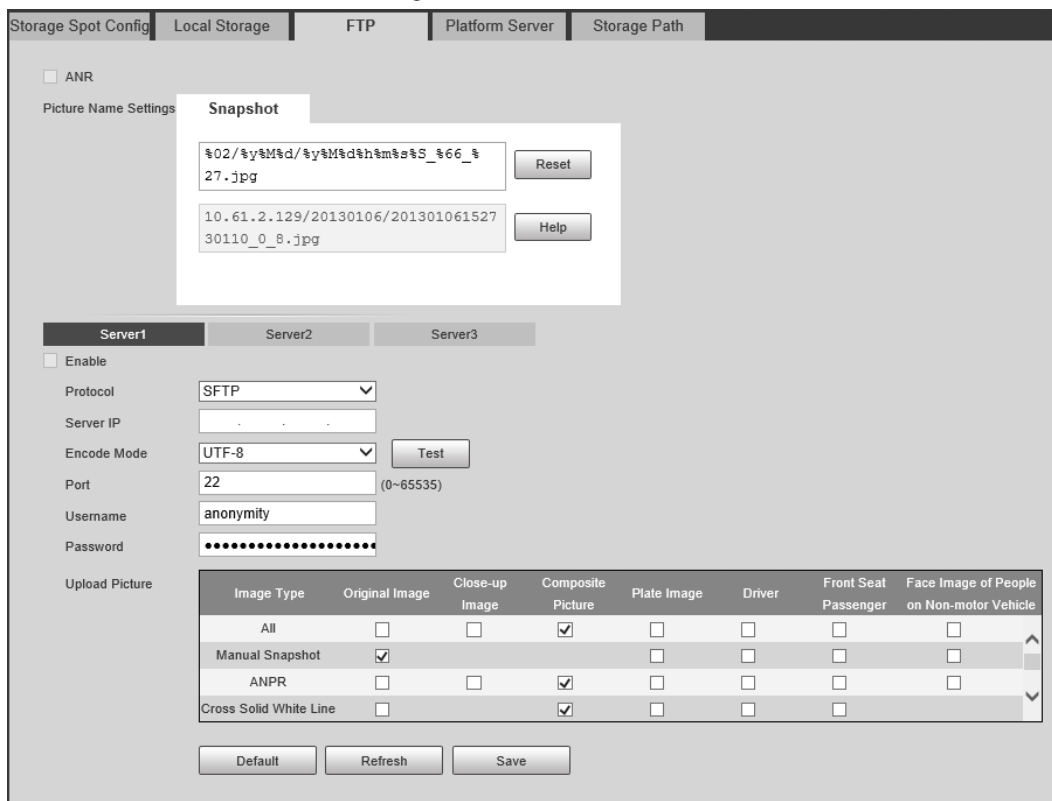 Storage Spot Config Local Storage FTP Platform Server Storage Path
ANR
Picture Name Settings Snapshot
%02/%y%M%d/%y%M%d%h%m%s%S_%66_%
27.jpg
Reset
10.61.2.129/20130106/201301061527
30110_0_8.jpg
Help
Server1 Server2 Server3
Enable
Protocol SFTP
Server IP . . .
Encode Mode UTF-8 Test
Port 22 (0~65535)
Username anonymity
Password ●●●●●●●●●●●●●●●●●●●●
Upload Picture
Image Type Original Image Close-up Image Composite Picture Plate Image Driver Front Seat Passenger Face Image of People on Non-motor Vehicle
All
Manual Snapshot
ANPR
Cross Solid White Line
Default Refresh Save